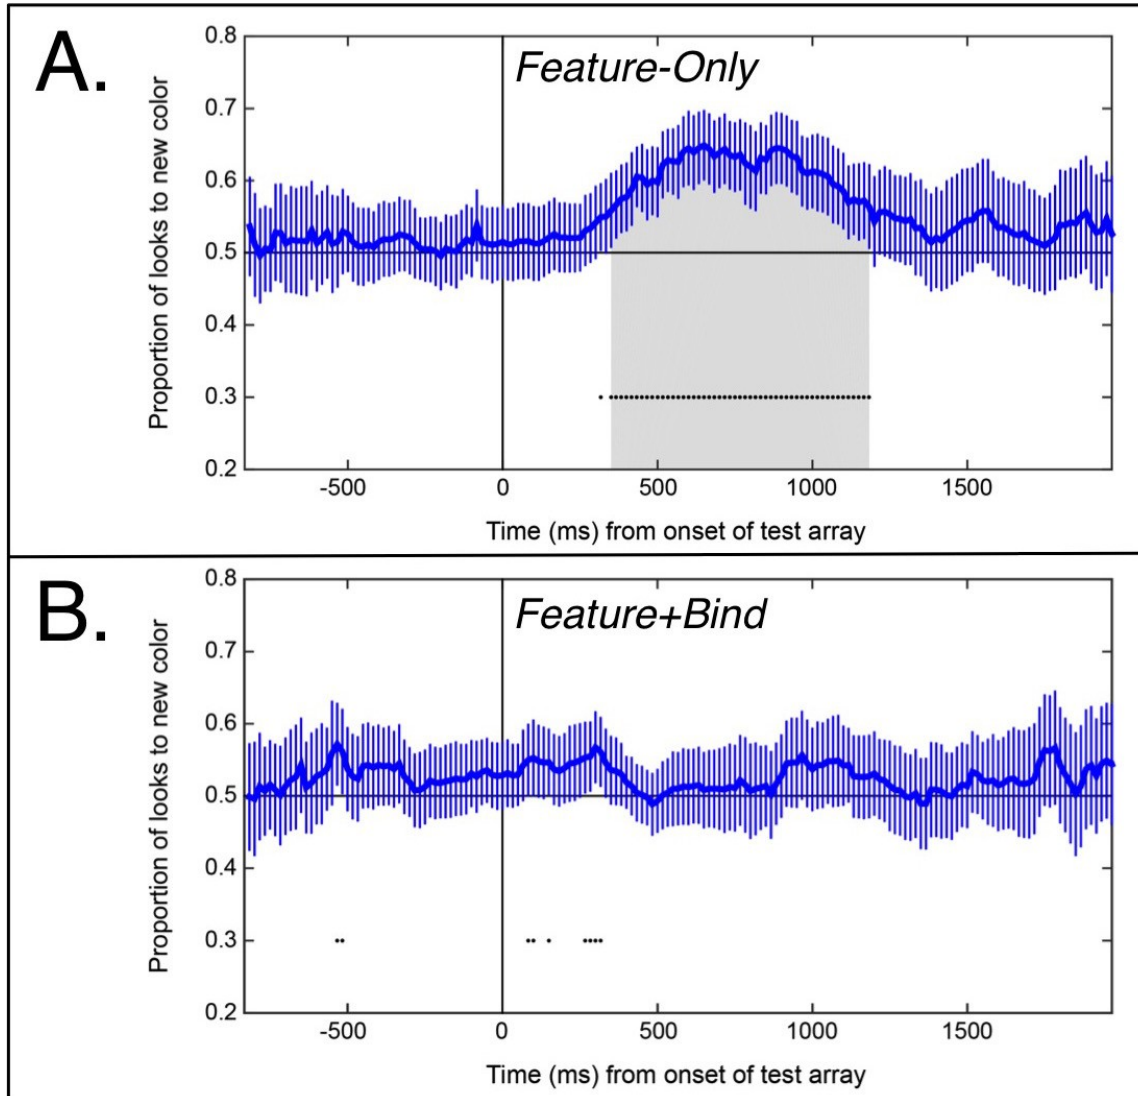 A.
Feature-Only
Proportion of looks to new color
0.8
0.7
0.6
0.5
0.4
0.3
0.2
-500 0 500 1000 1500
Time (ms) from onset of test array
B.
Feature+Bind
Proportion of looks to new color
0.8
0.7
0.6
0.5
0.4
0.3
0.2
-500 0 500 1000 1500
Time (ms) from onset of test array